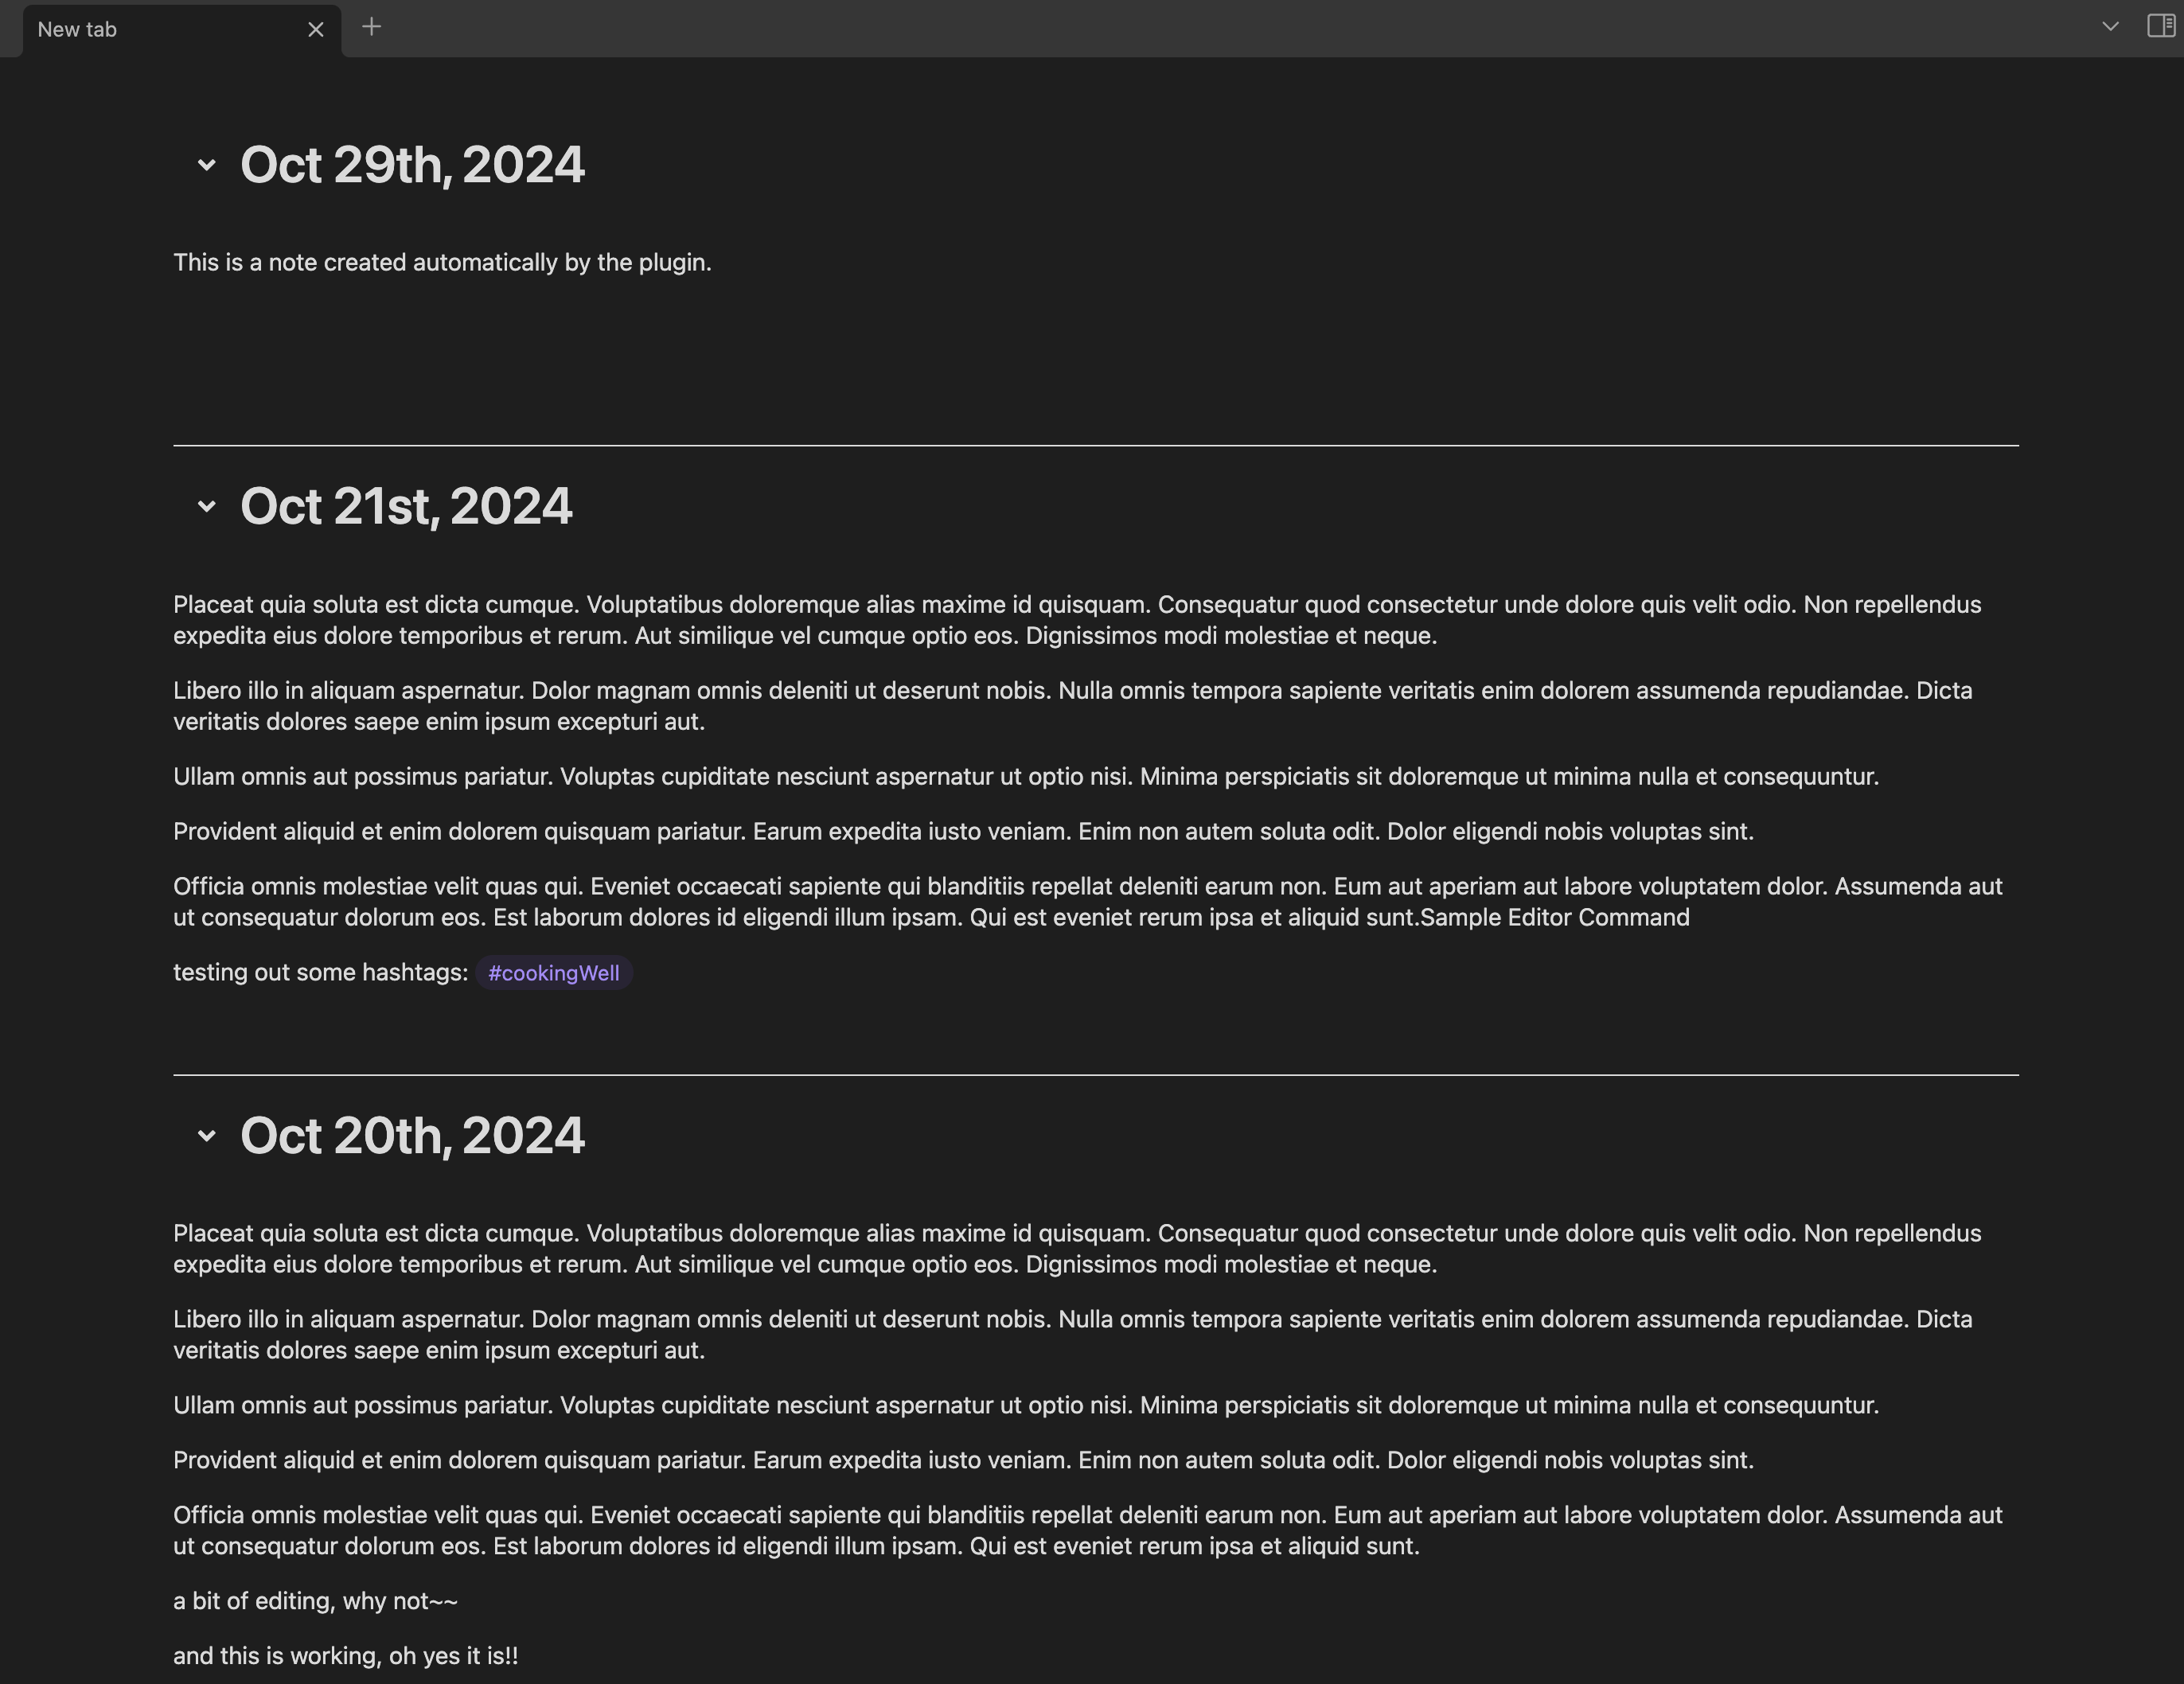 New tab
Oct 29th, 2024
This is a note created automatically by the plugin.
Oct 21st, 2024
Placeat quia soluta est dicta cumque. Voluptatibus doloremque alias maxime id quisquam. Consequatur quod consectetur unde dolore quis velit odio. Non repellendus
expedita eius dolore temporibus et rerum. Aut similique vel cumque optio eos. Dignissimos modi molestiae et neque.
Libero illo in aliquam aspernatur. Dolor magnam omnis deleniti ut deserunt nobis. Nulla omnis tempora sapiente veritatis enim dolorem assumenda repudiandae. Dicta
veritatis dolores saepe enim ipsum excepturi aut.
Ullam omnis aut possimus pariatur. Voluptas cupiditate nesciunt aspernatur ut optio nisi. Minima perspiciatis sit doloremque ut minima nulla et consequuntur.
Provident aliquid et enim dolorem quisquam pariatur. Earum expedita iusto veniam. Enim non autem soluta odit. Dolor eligendi nobis voluptas sint.
Officia omnis molestiae velit quas qui. Eveniet occaecati sapiente qui blanditiis repellat deleniti earum non. Eum aut aperiam aut labore voluptatem dolor. Assumenda aut
ut consequatur dolorum eos. Est laborum dolores id eligendi illum ipsam. Qui est eveniet rerum ipsa et aliquid sunt.Sample Editor Command
testing out some hashtags: #cookingWell
Oct 20th, 2024
Placeat quia soluta est dicta cumque. Voluptatibus doloremque alias maxime id quisquam. Consequatur quod consectetur unde dolore quis velit odio. Non repellendus
expedita eius dolore temporibus et rerum. Aut similique vel cumque optio eos. Dignissimos modi molestiae et neque.
Libero illo in aliquam aspernatur. Dolor magnam omnis deleniti ut deserunt nobis. Nulla omnis tempora sapiente veritatis enim dolorem assumenda repudiandae. Dicta
veritatis dolores saepe enim ipsum excepturi aut.
Ullam omnis aut possimus pariatur. Voluptas cupiditate nesciunt aspernatur ut optio nisi. Minima perspiciatis sit doloremque ut minima nulla et consequuntur.
Provident aliquid et enim dolorem quisquam pariatur. Earum expedita iusto veniam. Enim non autem soluta odit. Dolor eligendi nobis voluptas sint.
Officia omnis molestiae velit quas qui. Eveniet occaecati sapiente qui blanditiis repellat deleniti earum non. Eum aut aperiam aut labore voluptatem dolor. Assumenda aut
ut consequatur dolorum eos. Est laborum dolores id eligendi illum ipsam. Qui est eveniet rerum ipsa et aliquid sunt.
a bit of editing, why not~~
and this is working, oh yes it is!!